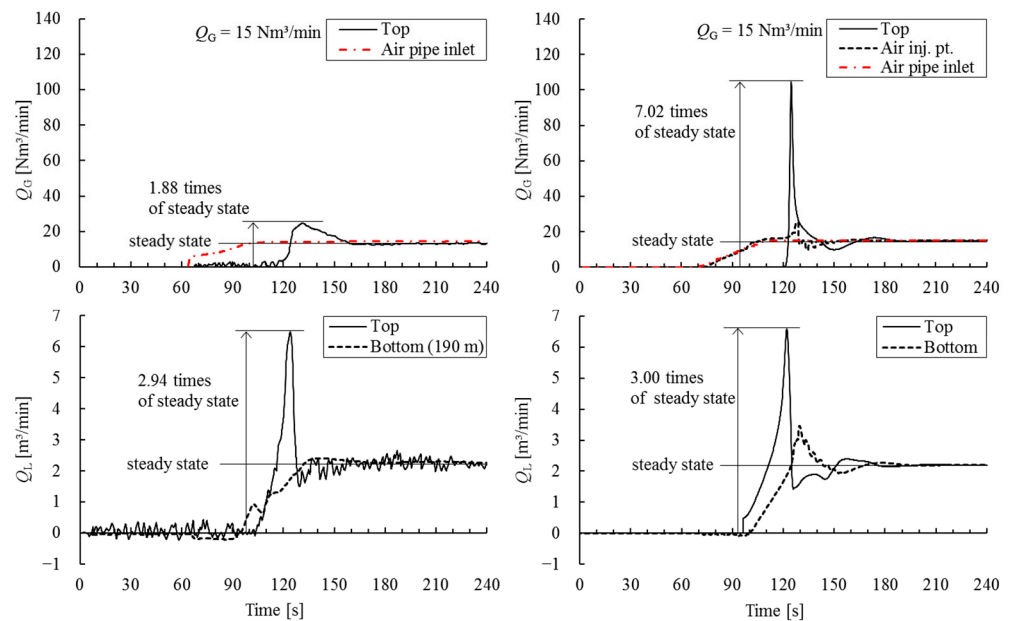 140
120
100
80
60
40
20
0
Q_G [Nm³/min]
Q_G = 15 Nm³/min
Top
Air pipe inlet
1.88 times
of steady state
steady state
0 30 60 90 120 150 180 210 240
140
120
100
80
60
40
20
0
Q_G [Nm³/min]
Q_G = 15 Nm³/min
Top
Air inj. pt.
Air pipe inlet
7.02 times
of steady state
steady state
0 30 60 90 120 150 180 210 240
7
6
5
4
3
2
1
0
−1
Q_L [m³/min]
Top
Bottom (190 m)
2.94 times
of steady state
steady state
0 30 60 90 120 150 180 210 240
Time [s]
7
6
5
4
3
2
1
0
−1
Q_L [m³/min]
Top
Bottom
3.00 times
of steady state
steady state
0 30 60 90 120 150 180 210 240
Time [s]